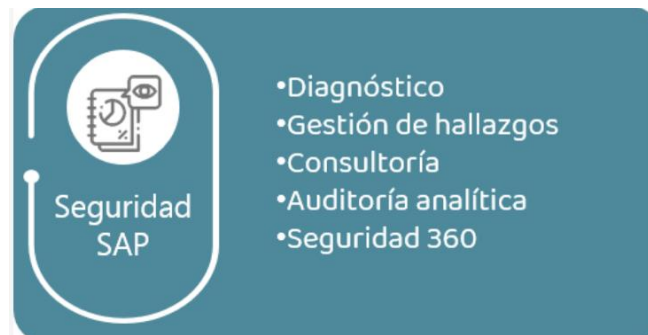 Seguridad
SAP
•Diagnóstico
•Gestión de hallazgos
•Consultoría
•Auditoría analítica
•Seguridad 360